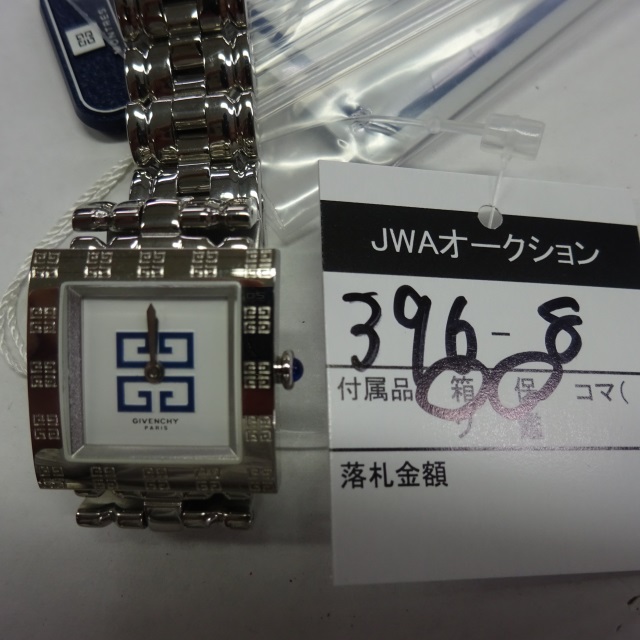 JWAオークション
396-8
付属品 箱 保 コマ(
落札金額
GIVENCHY
PARIS